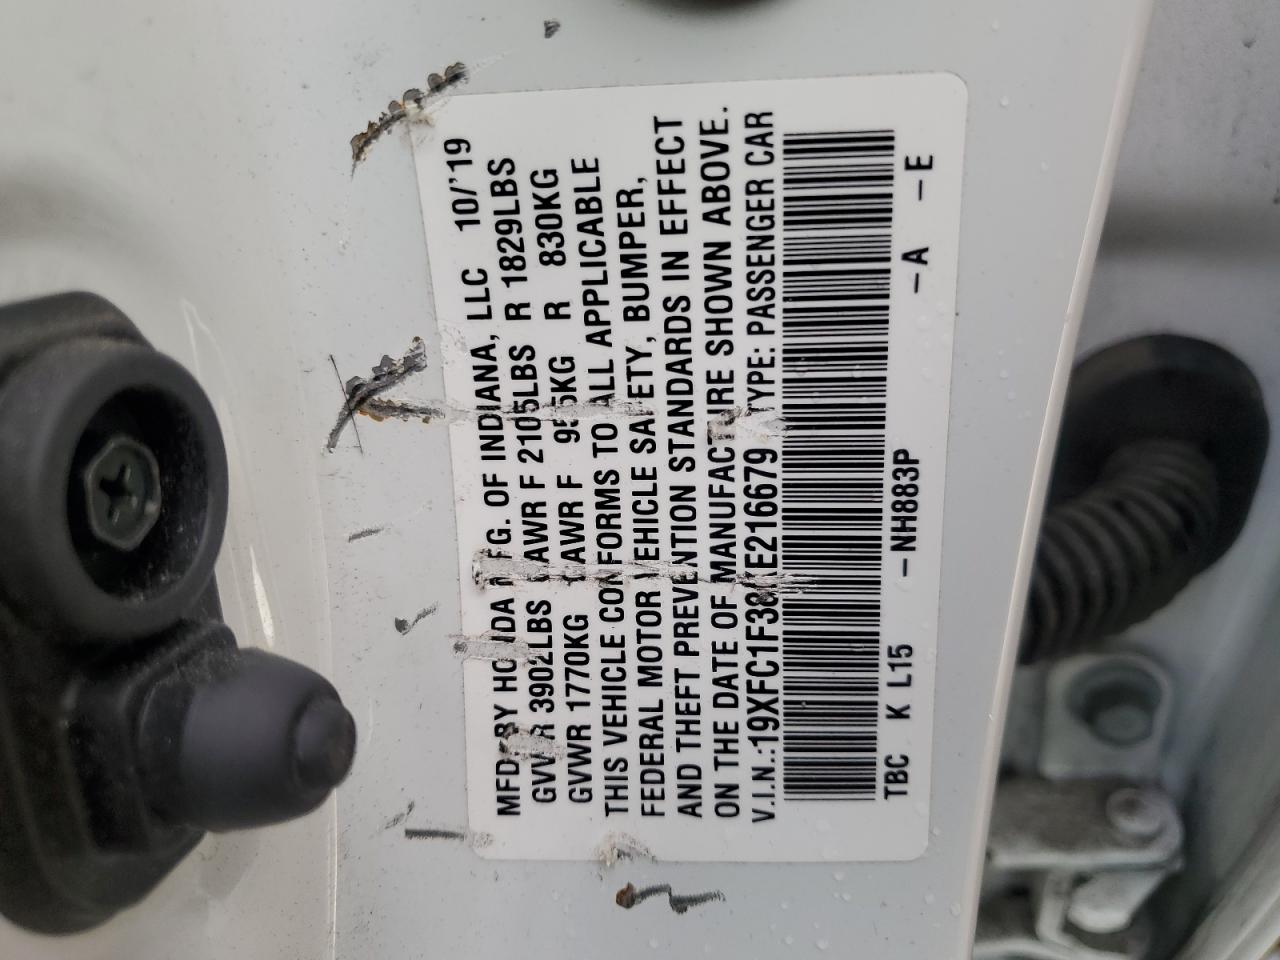 MFD. BY HONDA MFG. OF INDIANA, LLC 10/'19
GVWR 3902LBS GAWR F 2105LBS R 1829LBS
GVWR 1770KG GAWR F 955KG R 830KG
THIS VEHICLE CONFORMS TO ALL APPLICABLE
FEDERAL MOTOR VEHICLE SAFETY, BUMPER,
AND THEFT PREVENTION STANDARDS IN EFFECT
ON THE DATE OF MANUFACTURE SHOWN ABOVE.
V.I.N.:19XFC1F38KE216679 TYPE: PASSENGER CAR
TBC K L15 –NH883P –A –E